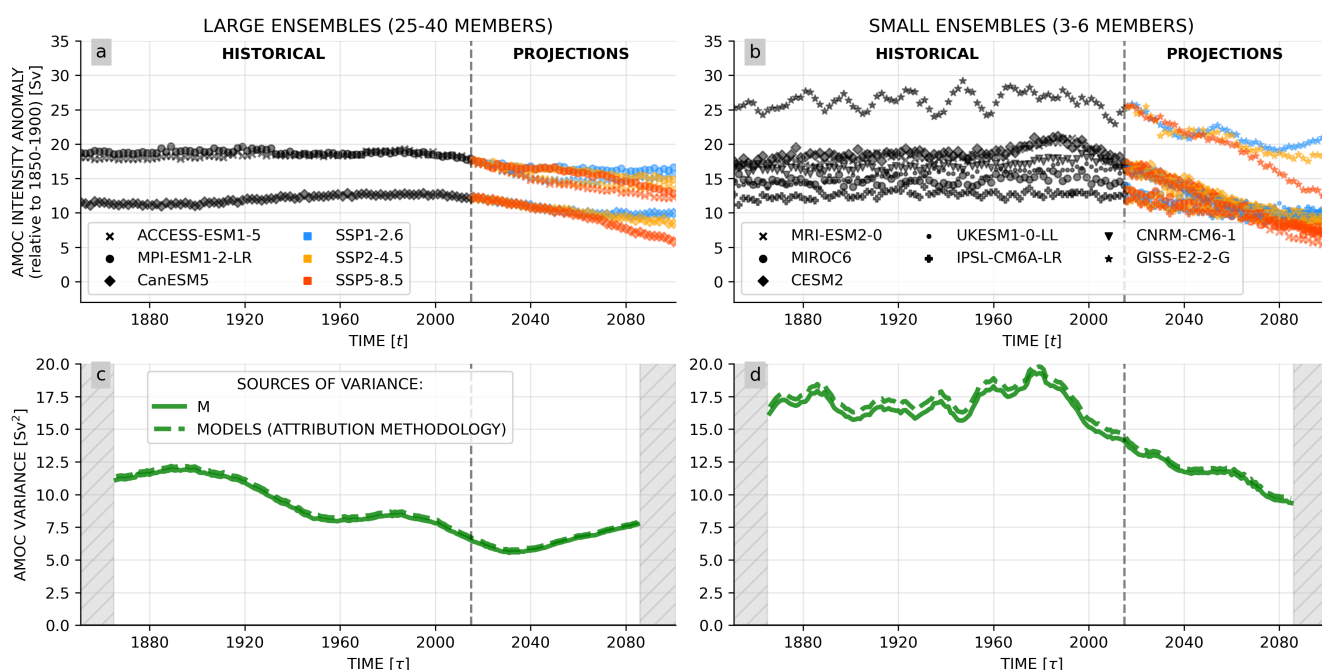 LARGE ENSEMBLES (25-40 MEMBERS)
SMALL ENSEMBLES (3-6 MEMBERS)
a
HISTORICAL
PROJECTIONS
AMOC INTENSITY ANOMALY
(relative to 1850-1900) [Sv]
35
30
25
20
15
10
5
0
ACCESS-ESM1-5
MPI-ESM1-2-LR
CanESM5
SSP1-2.6
SSP2-4.5
SSP5-8.5
1880 1920 1960 2000 2040 2080
TIME [t]
b
HISTORICAL
PROJECTIONS
35
30
25
20
15
10
5
0
MRI-ESM2-0
MIROC6
CESM2
UKESM1-0-LL
IPSL-CM6A-LR
CNRM-CM6-1
GISS-E2-2-G
1880 1920 1960 2000 2040 2080
TIME [t]
c
AMOC VARIANCE [Sv²]
20.0
17.5
15.0
12.5
10.0
7.5
5.0
2.5
0.0
SOURCES OF VARIANCE:
M
MODELS (ATTRIBUTION METHODOLOGY)
1880 1920 1960 2000 2040 2080
TIME [τ]
d
20.0
17.5
15.0
12.5
10.0
7.5
5.0
2.5
0.0
1880 1920 1960 2000 2040 2080
TIME [τ]